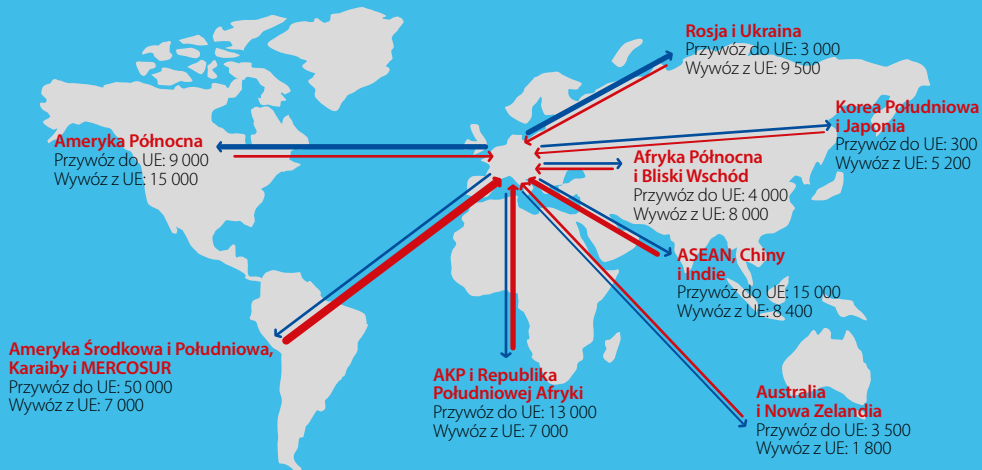 Rosja i Ukraina
Przywóz do UE: 3 000
Wywóz z UE: 9 500
Korea Południowa
i Japonia
Przywóz do UE: 300
Wywóz z UE: 5 200
Ameryka Północna
Przywóz do UE: 9 000
Wywóz z UE: 15 000
Afryka Północna
i Bliski Wschód
Przywóz do UE: 4 000
Wywóz z UE: 8 000
ASEAN, Chiny
i Indie
Przywóz do UE: 15 000
Wywóz z UE: 8 400
Ameryka Środkowa i Południowa,
Karaiby i MERCOSUR
Przywóz do UE: 50 000
Wywóz z UE: 7 000
AKP i Republika
Południowej Afryki
Przywóz do UE: 13 000
Wywóz z UE: 7 000
Australia
i Nowa Zelandia
Przywóz do UE: 3 500
Wywóz z UE: 1 800